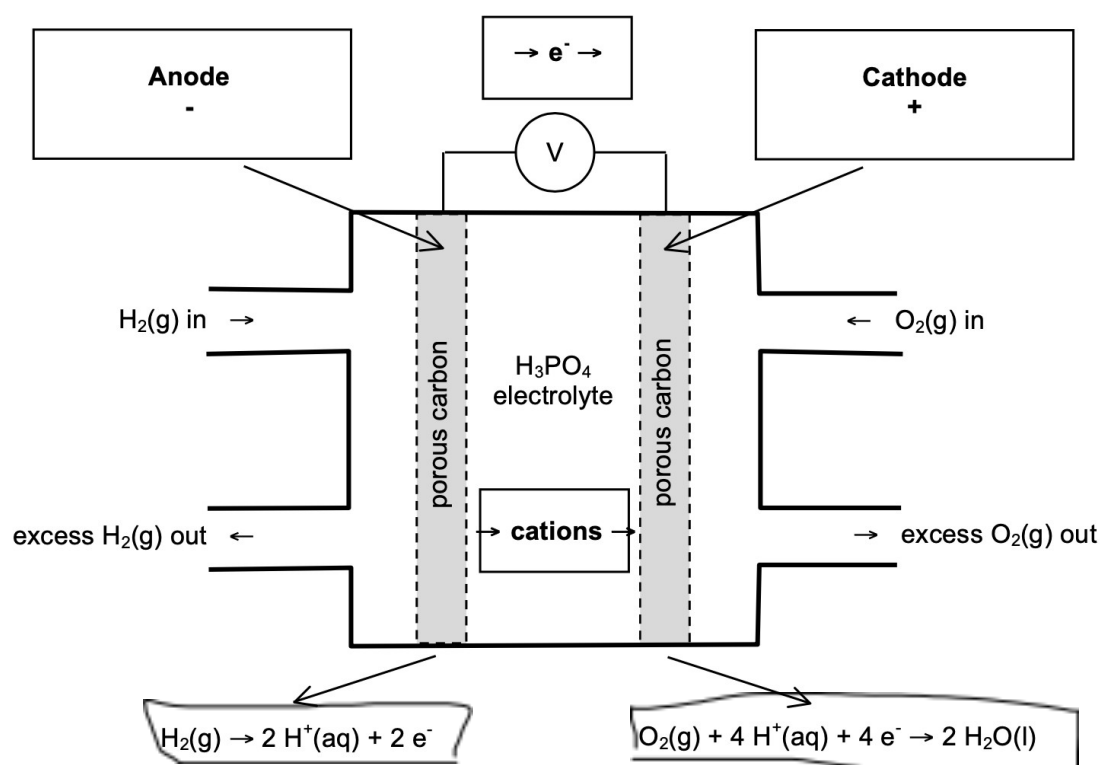 → e⁻ →
Anode
-
Cathode
+
V
H₂(g) in →
← O₂(g) in
porous carbon
H₃PO₄
electrolyte
porous carbon
→ cations →
excess H₂(g) out ←
→ excess O₂(g) out
H₂(g) → 2 H⁺(aq) + 2 e⁻
O₂(g) + 4 H⁺(aq) + 4 e⁻ → 2 H₂O(l)